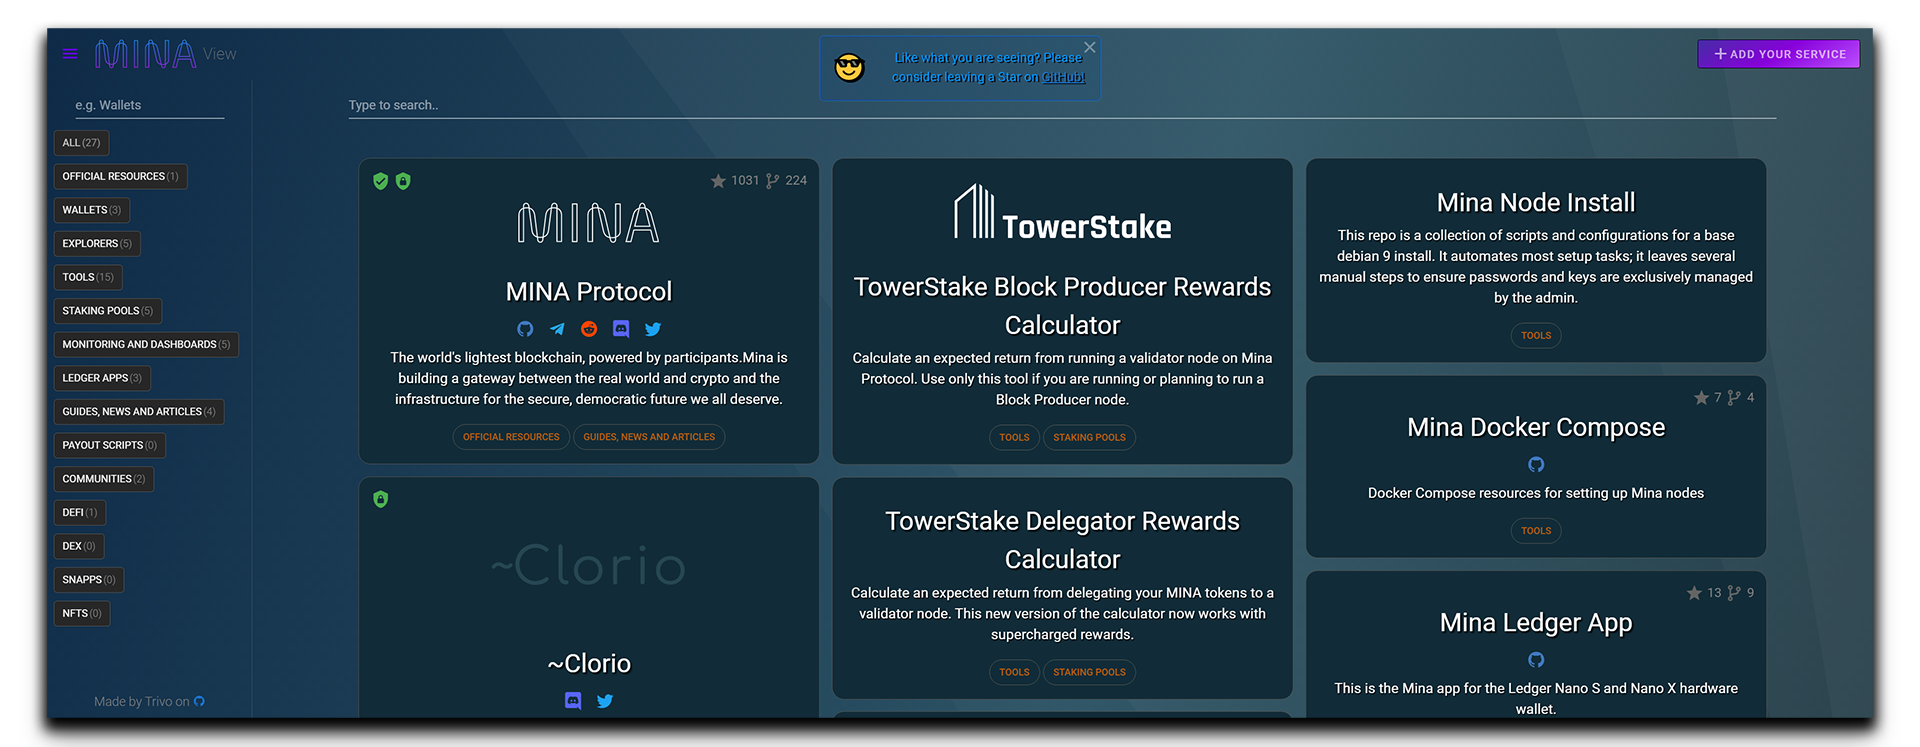 MINA View
Like what you are seeing? Please
consider leaving a Star on GitHub!
ADD YOUR SERVICE
e.g. Wallets
Type to search..
ALL (27)
OFFICIAL RESOURCES (1)
WALLETS (3)
EXPLORERS (5)
TOOLS (15)
STAKING POOLS (5)
MONITORING AND DASHBOARDS (5)
LEDGER APPS (3)
GUIDES, NEWS AND ARTICLES (4)
PAYOUT SCRIPTS (0)
COMMUNITIES (2)
DEFI (1)
DEX (0)
SNAPPS (0)
NFTS (0)
Made by Trivo on
1031 224
MINA
MINA Protocol
The world's lightest blockchain, powered by participants.Mina is
building a gateway between the real world and crypto and the
infrastructure for the secure, democratic future we all deserve.
OFFICIAL RESOURCES GUIDES, NEWS AND ARTICLES
~Clorio
~Clorio
TowerStake
TowerStake Block Producer Rewards
Calculator
Calculate an expected return from running a validator node on Mina
Protocol. Use only this tool if you are running or planning to run a
Block Producer node.
TOOLS STAKING POOLS
TowerStake Delegator Rewards
Calculator
Calculate an expected return from delegating your MINA tokens to a
validator node. This new version of the calculator now works with
supercharged rewards.
TOOLS STAKING POOLS
Mina Node Install
This repo is a collection of scripts and configurations for a base
debian 9 install. It automates most setup tasks; it leaves several
manual steps to ensure passwords and keys are exclusively managed
by the admin.
TOOLS
7 4
Mina Docker Compose
Docker Compose resources for setting up Mina nodes
TOOLS
13 9
Mina Ledger App
This is the Mina app for the Ledger Nano S and Nano X hardware
wallet.